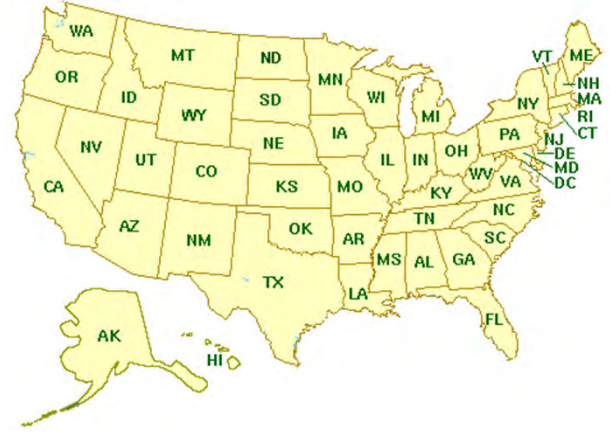 WA
MT
ND
MN
VT
ME
OR
ID
SD
WI
MI
NY
NH
MA
RI
CT
WY
IA
NE
PA
NJ
DE
MD
DC
NV
UT
CO
IL
IN
OH
WV
VA
CA
KS
MO
KY
NC
AZ
NM
OK
AR
TN
SC
TX
MS
AL
GA
LA
FL
AK
HI